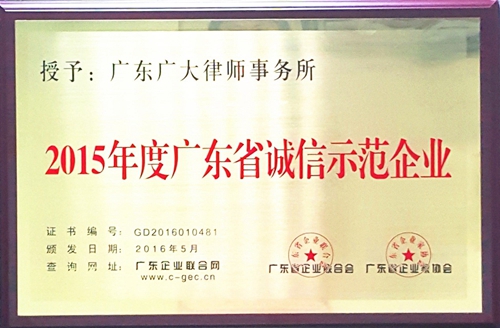 授予：广东广大律师事务所
2015年度广东省诚信示范企业
证书编号：GD2016010481
颁发日期：2016年5月
查询网址：广东企业联合网
www.c-gec.cn
广东省企业联合会 广东省企业家协会